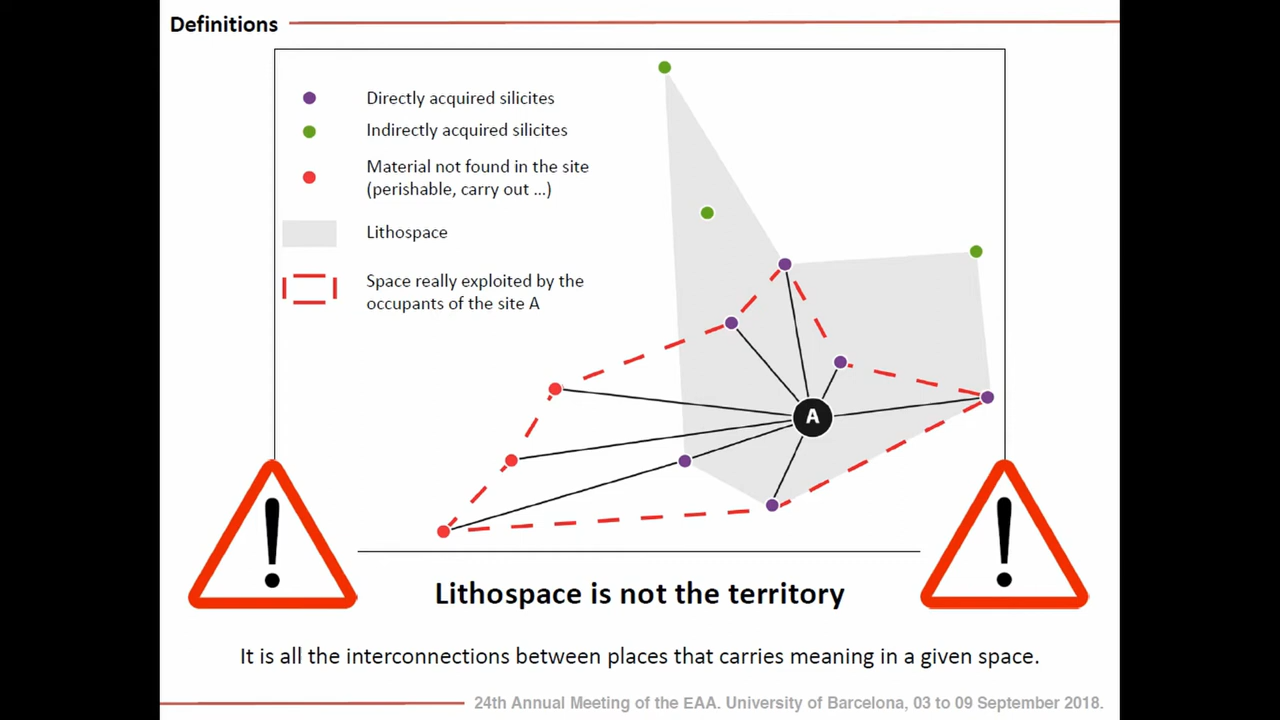 Definitions
Directly acquired silicites
Indirectly acquired silicites
Material not found in the site
(perishable, carry out ...)
Lithospace
Space really exploited by the
occupants of the site A
A
Lithospace is not the territory
It is all the interconnections between places that carries meaning in a given space.
24th Annual Meeting of the EAA. University of Barcelona, 03 to 09 September 2018.